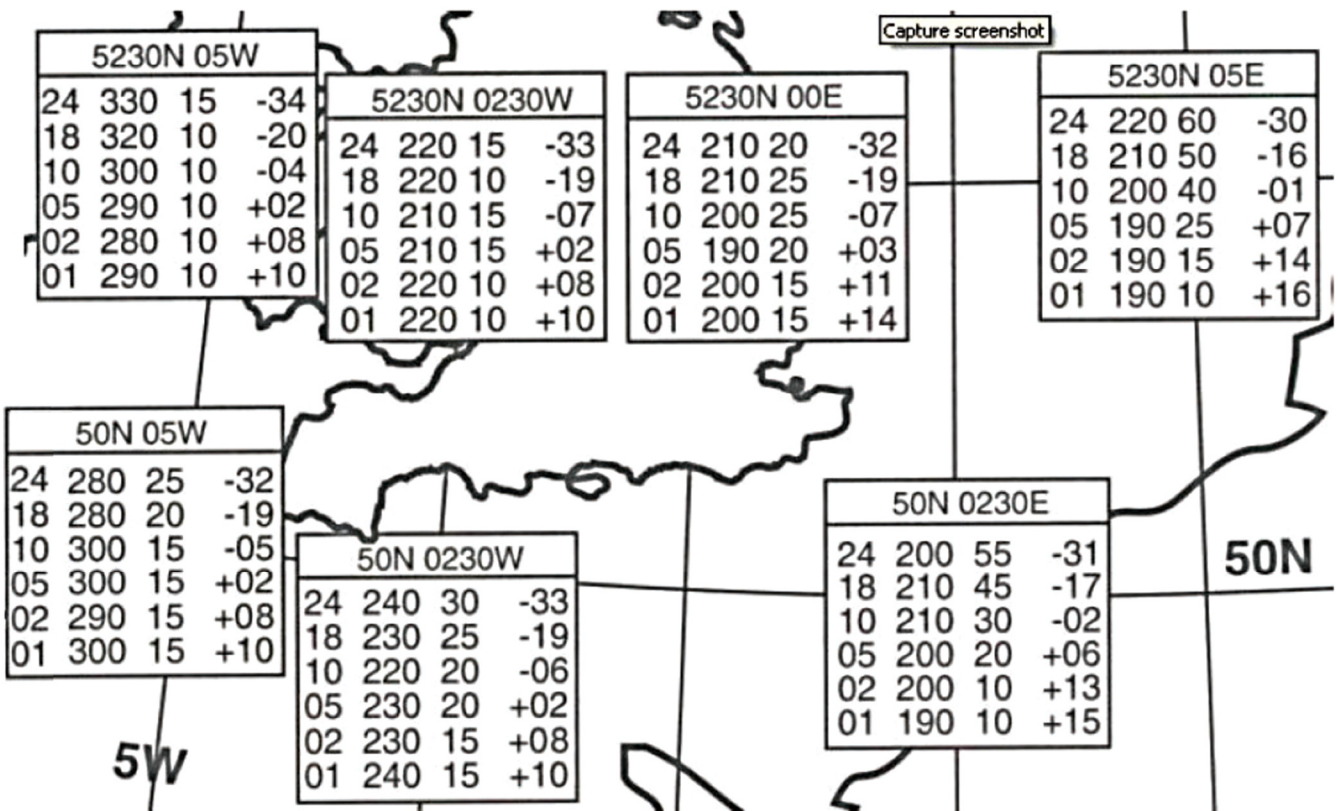 Capture screenshot
5230N 05W
24 330 15 -34
18 320 10 -20
10 300 10 -04
05 290 10 +02
02 280 10 +08
01 290 10 +10
5230N 0230W
24 220 15 -33
18 220 10 -19
10 210 15 -07
05 210 15 +02
02 220 10 +08
01 220 10 +10
5230N 00E
24 210 20 -32
18 210 25 -19
10 200 25 -07
05 190 20 +03
02 200 15 +11
01 200 15 +14
5230N 05E
24 220 60 -30
18 210 50 -16
10 200 40 -01
05 190 25 +07
02 190 15 +14
01 190 10 +16
50N 05W
24 280 25 -32
18 280 20 -19
10 300 15 -05
05 300 15 +02
02 290 15 +08
01 300 15 +10
50N 0230W
24 240 30 -33
18 230 25 -19
10 220 20 -06
05 230 20 +02
02 230 15 +08
01 240 15 +10
50N 0230E
24 200 55 -31
18 210 45 -17
10 210 30 -02
05 200 20 +06
02 200 10 +13
01 190 10 +15
50N
5W